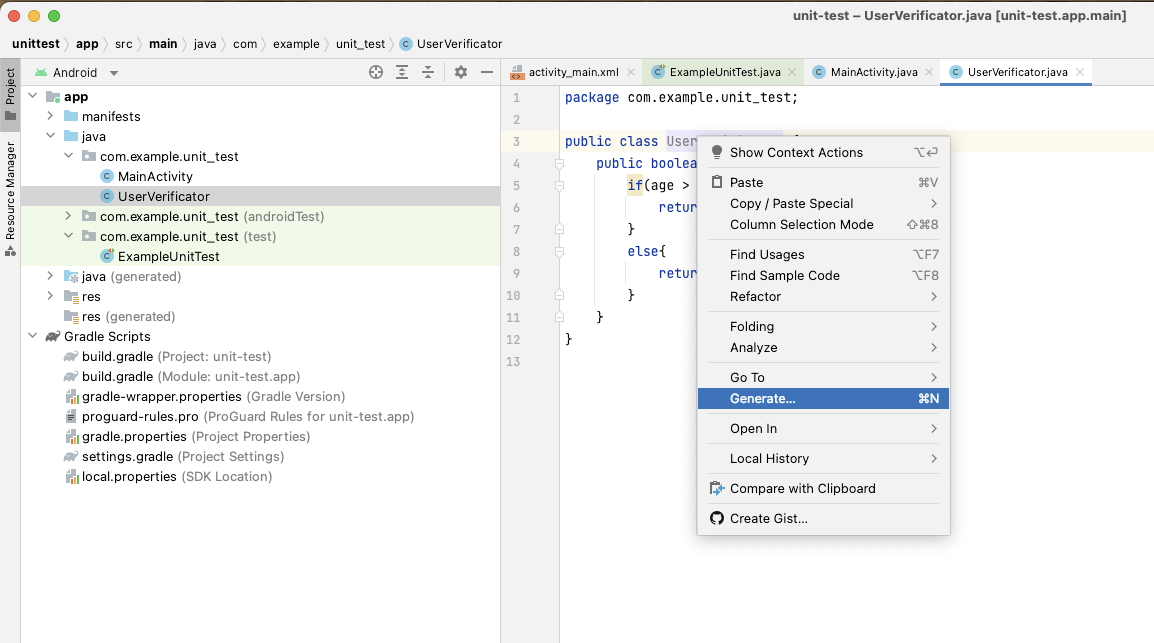 unit-test – UserVerificator.java [unit-test.app.main]
unittest app src main java com example unit_test UserVerificator
Project
Resource Manager
Android
app
manifests
java
com.example.unit_test
MainActivity
UserVerificator
com.example.unit_test (androidTest)
com.example.unit_test (test)
ExampleUnitTest
java (generated)
res
res (generated)
Gradle Scripts
build.gradle (Project: unit-test)
build.gradle (Module: unit-test.app)
gradle-wrapper.properties (Gradle Version)
proguard-rules.pro (ProGuard Rules for unit-test.app)
gradle.properties (Project Properties)
settings.gradle (Project Settings)
local.properties (SDK Location)
activity_main.xml ExampleUnitTest.java MainActivity.java UserVerificator.java
1 package com.example.unit_test;
2
3 public class User
4 public boolea
5 if(age >
6 retur
7 }
8 else{
9 retur
10 }
11 }
12 }
13
Show Context Actions ⌥⏎
Paste ⌘V
Copy / Paste Special
Column Selection Mode ⇧⌘8
Find Usages ⌥F7
Find Sample Code ⌥F8
Refactor
Folding
Analyze
Go To
Generate... ⌘N
Open In
Local History
Compare with Clipboard
Create Gist...